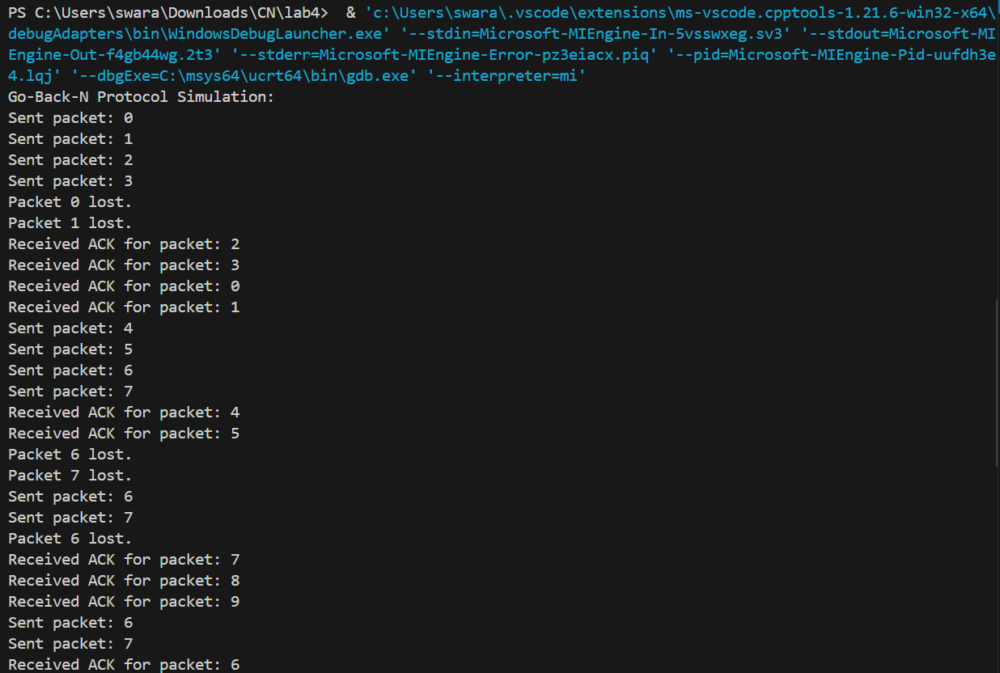 PS C:\Users\swara\Downloads\CN\lab4>  & 'c:\Users\swara\.vscode\extensions\ms-vscode.cpptools-1.21.6-win32-x64\
debugAdapters\bin\WindowsDebugLauncher.exe' '--stdin=Microsoft-MIEngine-In-5vsswxeg.sv3' '--stdout=Microsoft-MI
Engine-Out-f4gb44wg.2t3' '--stderr=Microsoft-MIEngine-Error-pz3eiacx.piq' '--pid=Microsoft-MIEngine-Pid-uufdh3e
4.lqj' '--dbgExe=C:\msys64\ucrt64\bin\gdb.exe' '--interpreter=mi'
Go-Back-N Protocol Simulation:
Sent packet: 0
Sent packet: 1
Sent packet: 2
Sent packet: 3
Packet 0 lost.
Packet 1 lost.
Received ACK for packet: 2
Received ACK for packet: 3
Received ACK for packet: 0
Received ACK for packet: 1
Sent packet: 4
Sent packet: 5
Sent packet: 6
Sent packet: 7
Received ACK for packet: 4
Received ACK for packet: 5
Packet 6 lost.
Packet 7 lost.
Sent packet: 6
Sent packet: 7
Packet 6 lost.
Received ACK for packet: 7
Received ACK for packet: 8
Received ACK for packet: 9
Sent packet: 6
Sent packet: 7
Received ACK for packet: 6